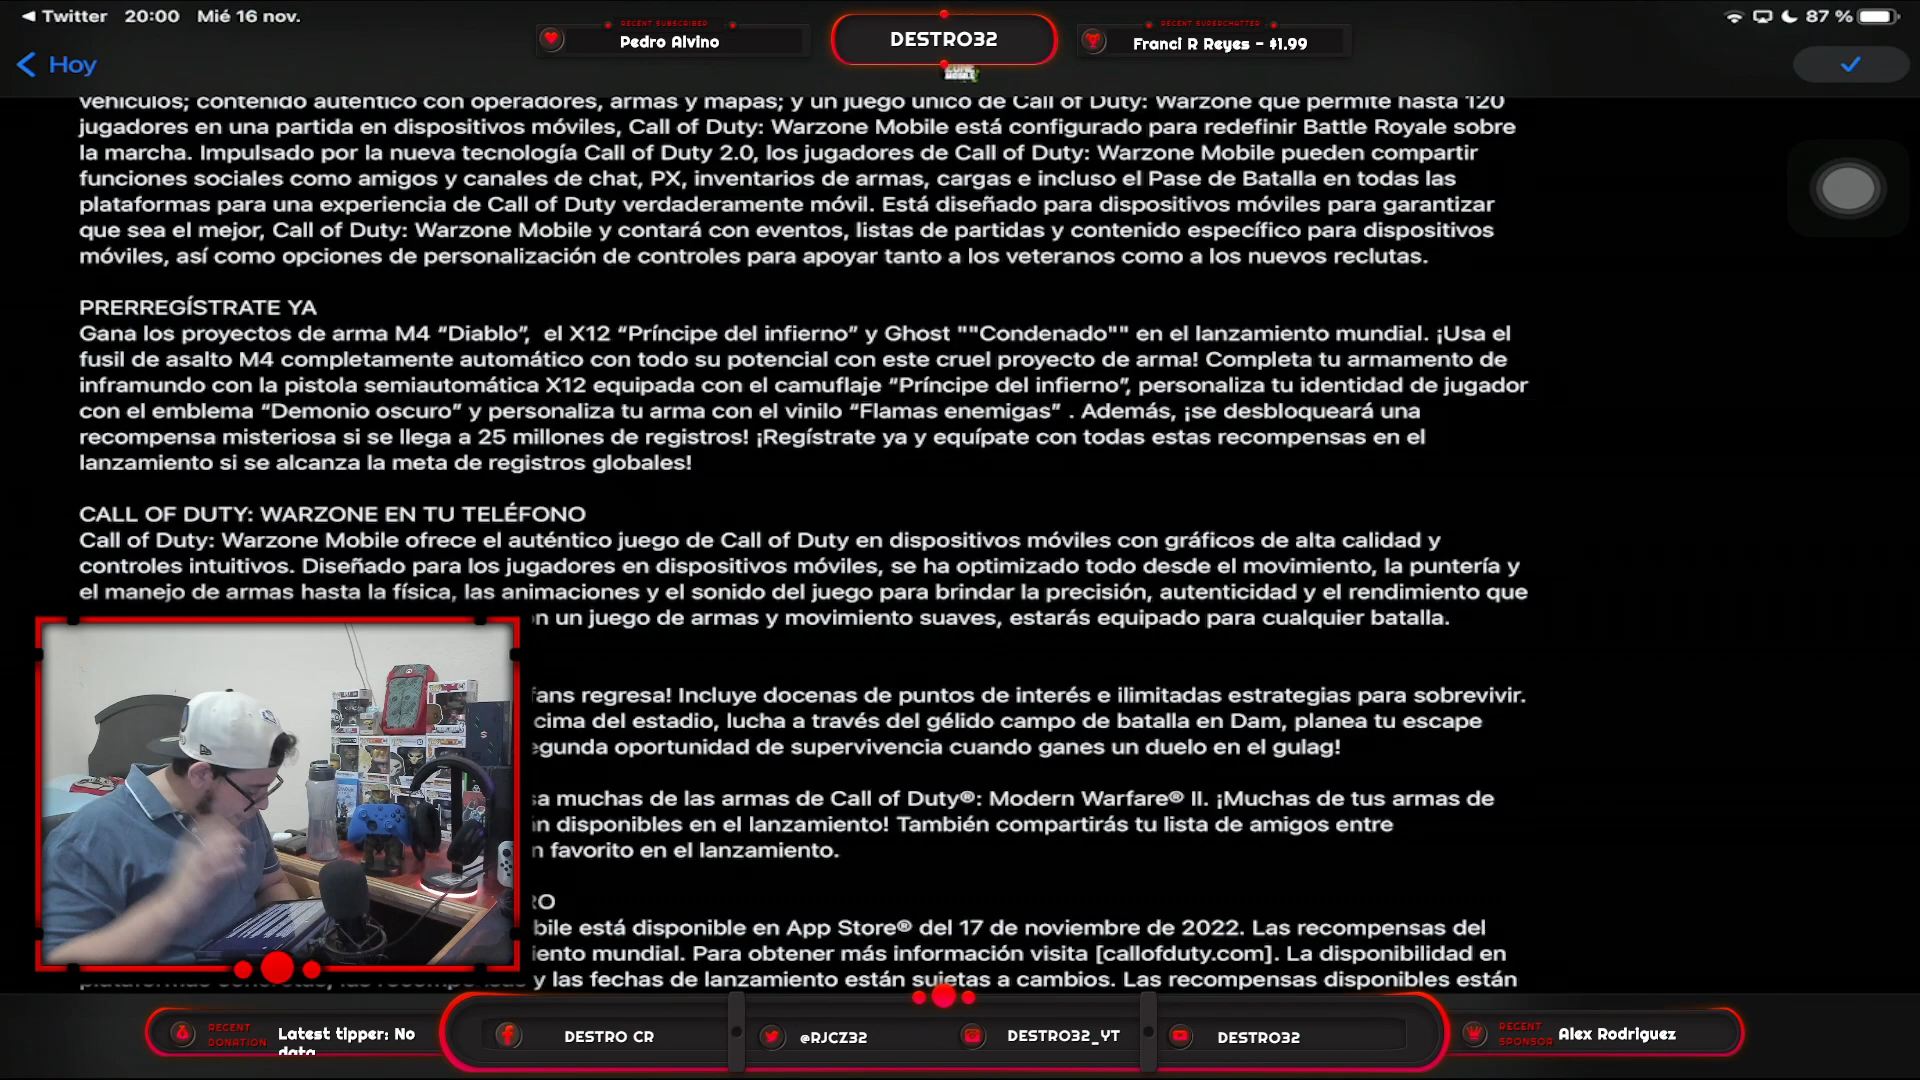 Twitter 20:00 Mié 16 nov.
RECENT SUBSCRIBED
Pedro Alvino
DESTRO32
RECENT SUPERCHATTER
Franci R Reyes - $1.99
87 %
Hoy
vehículos; contenido auténtico con operadores, armas y mapas; y un juego único de Call of Duty: Warzone que permite hasta 120
jugadores en una partida en dispositivos móviles, Call of Duty: Warzone Mobile está configurado para redefinir Battle Royale sobre
la marcha. Impulsado por la nueva tecnología Call of Duty 2.0, los jugadores de Call of Duty: Warzone Mobile pueden compartir
funciones sociales como amigos y canales de chat, PX, inventarios de armas, cargas e incluso el Pase de Batalla en todas las
plataformas para una experiencia de Call of Duty verdaderamente móvil. Está diseñado para dispositivos móviles para garantizar
que sea el mejor, Call of Duty: Warzone Mobile y contará con eventos, listas de partidas y contenido específico para dispositivos
móviles, así como opciones de personalización de controles para apoyar tanto a los veteranos como a los nuevos reclutas.
PRERREGÍSTRATE YA
Gana los proyectos de arma M4 “Diablo”, el X12 “Príncipe del infierno” y Ghost ""Condenado"" en el lanzamiento mundial. ¡Usa el
fusil de asalto M4 completamente automático con todo su potencial con este cruel proyecto de arma! Completa tu armamento de
inframundo con la pistola semiautomática X12 equipada con el camuflaje “Príncipe del infierno”, personaliza tu identidad de jugador
con el emblema “Demonio oscuro” y personaliza tu arma con el vinilo “Flamas enemigas” . Además, ¡se desbloqueará una
recompensa misteriosa si se llega a 25 millones de registros! ¡Regístrate ya y equípate con todas estas recompensas en el
lanzamiento si se alcanza la meta de registros globales!
CALL OF DUTY: WARZONE EN TU TELÉFONO
Call of Duty: Warzone Mobile ofrece el auténtico juego de Call of Duty en dispositivos móviles con gráficos de alta calidad y
controles intuitivos. Diseñado para los jugadores en dispositivos móviles, se ha optimizado todo desde el movimiento, la puntería y
el manejo de armas hasta la física, las animaciones y el sonido del juego para brindar la precisión, autenticidad y el rendimiento que
n un juego de armas y movimiento suaves, estarás equipado para cualquier batalla.
fans regresa! Incluye docenas de puntos de interés e ilimitadas estrategias para sobrevivir.
cima del estadio, lucha a través del gélido campo de batalla en Dam, planea tu escape
egunda oportunidad de supervivencia cuando ganes un duelo en el gulag!
sa muchas de las armas de Call of Duty®: Modern Warfare® II. ¡Muchas de tus armas de
n disponibles en el lanzamiento! También compartirás tu lista de amigos entre
n favorito en el lanzamiento.
RO
bile está disponible en App Store® del 17 de noviembre de 2022. Las recompensas del
iento mundial. Para obtener más información visita [callofduty.com]. La disponibilidad en
y las fechas de lanzamiento están sujetas a cambios. Las recompensas disponibles están
RECENT DONATION
Latest tipper: No data
DESTRO CR
@RJCZ32
DESTRO32_YT
DESTRO32
RECENT SPONSOR
Alex Rodriguez